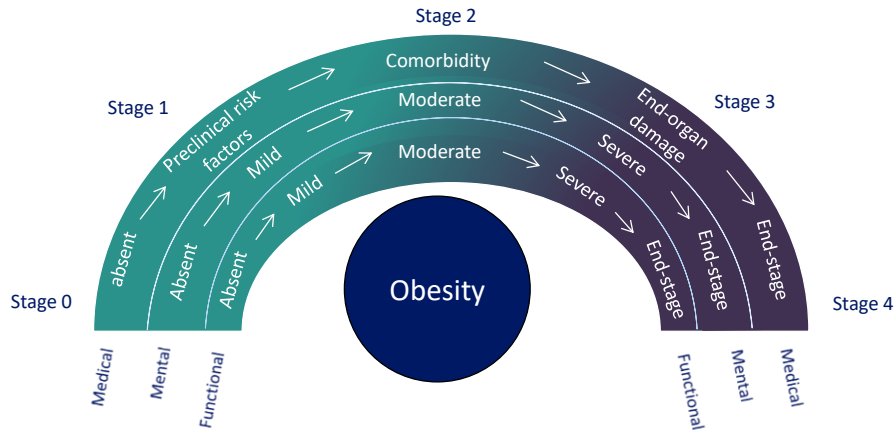 Stage 0
Stage 1
Stage 2
Stage 3
Stage 4
absent
Preclinical risk
factors
Comorbidity
End-organ
damage
End-stage
Absent
Mild
Moderate
Severe
End-stage
Absent
Mild
Moderate
Severe
End-stage
Obesity
Medical
Mental
Functional
Functional
Mental
Medical